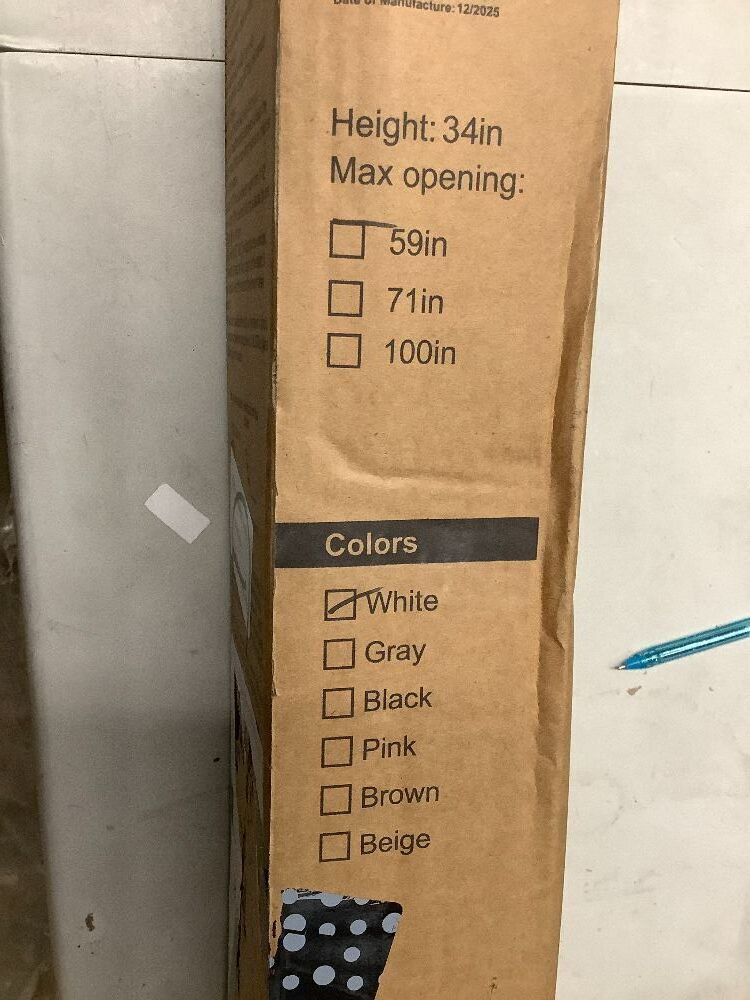 Date of Manufacture: 12/2025
Height: 34in
Max opening:
59in
71in
100in
Colors
White
Gray
Black
Pink
Brown
Beige